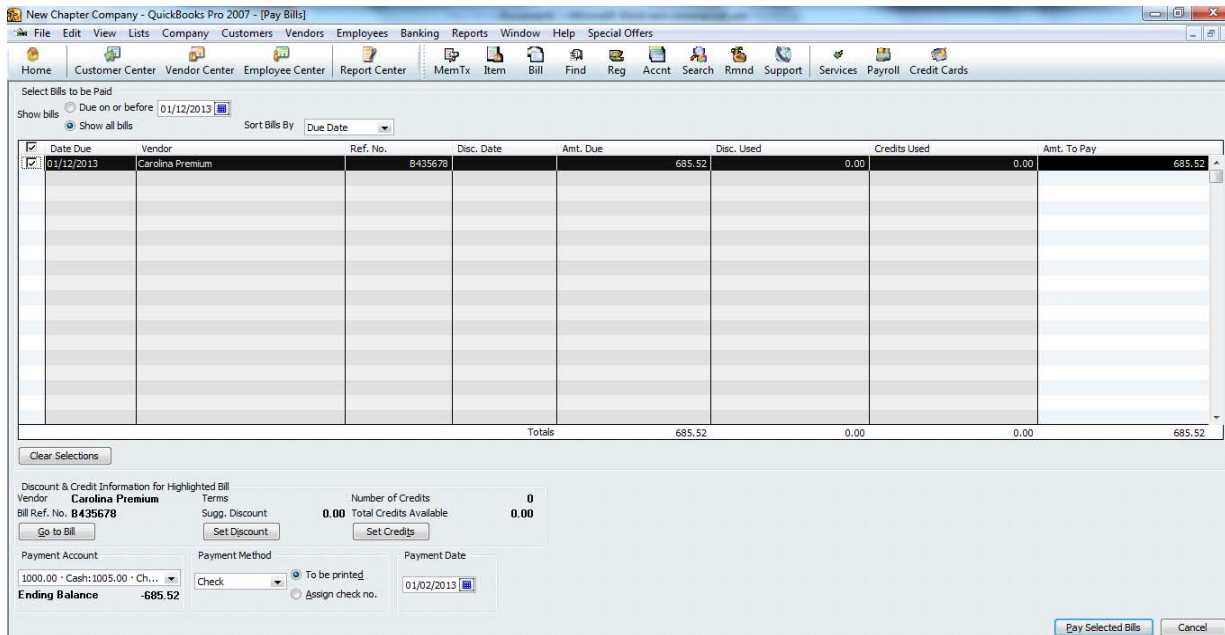 New Chapter Company - QuickBooks Pro 2007 - [Pay Bills]
File Edit View Lists Company Customers Vendors Employees Banking Reports Window Help Special Offers
Home Customer Center Vendor Center Employee Center Report Center MemTx Item Bill Find Reg Accnt Search Rmnd Support Services Payroll Credit Cards
Select Bills to be Paid
Show bills Due on or before 01/12/2013
Show all bills Sort Bills By Due Date
Date Due Vendor Ref. No. Disc. Date Amt. Due Disc. Used Credits Used Amt. To Pay
01/12/2013 Carolina Premium B435678 685.52 0.00 0.00 685.52
Totals 685.52 0.00 0.00 685.52
Clear Selections
Discount & Credit Information for Highlighted Bill
Vendor Carolina Premium Terms Number of Credits 0
Bill Ref. No. B435678 Sugg. Discount 0.00 Total Credits Available 0.00
Go to Bill Set Discount Set Credits
Payment Account Payment Method Payment Date
1000.00 · Cash:1005.00 · Ch... Check To be printed 01/02/2013
Ending Balance -685.52 Assign check no.
Pay Selected Bills Cancel